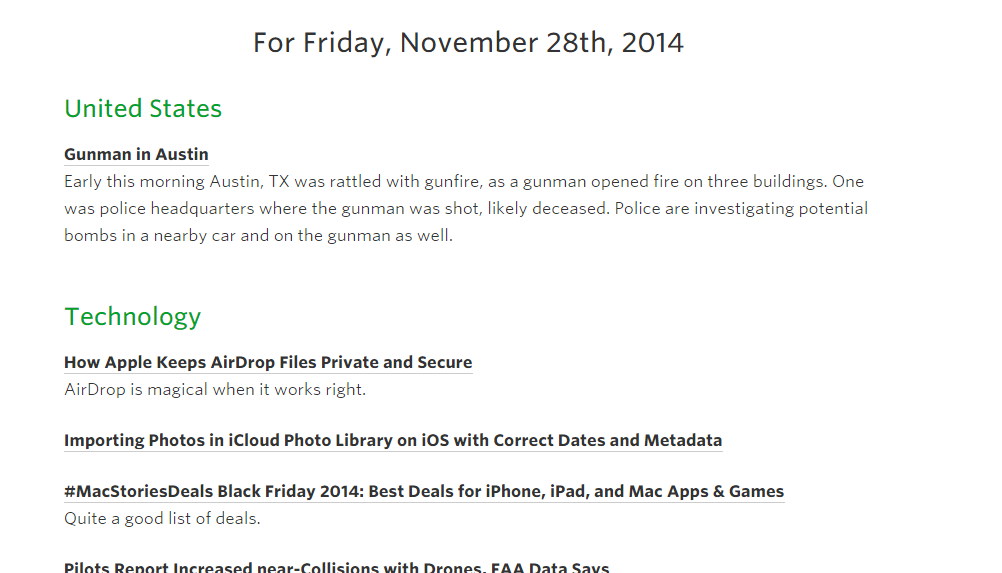 For Friday, November 28th, 2014
United States
Gunman in Austin
Early this morning Austin, TX was rattled with gunfire, as a gunman opened fire on three buildings. One
was police headquarters where the gunman was shot, likely deceased. Police are investigating potential
bombs in a nearby car and on the gunman as well.
Technology
How Apple Keeps AirDrop Files Private and Secure
AirDrop is magical when it works right.
Importing Photos in iCloud Photo Library on iOS with Correct Dates and Metadata
#MacStoriesDeals Black Friday 2014: Best Deals for iPhone, iPad, and Mac Apps & Games
Quite a good list of deals.
Pilots Report Increased near-Collisions with Drones, FAA Data Says